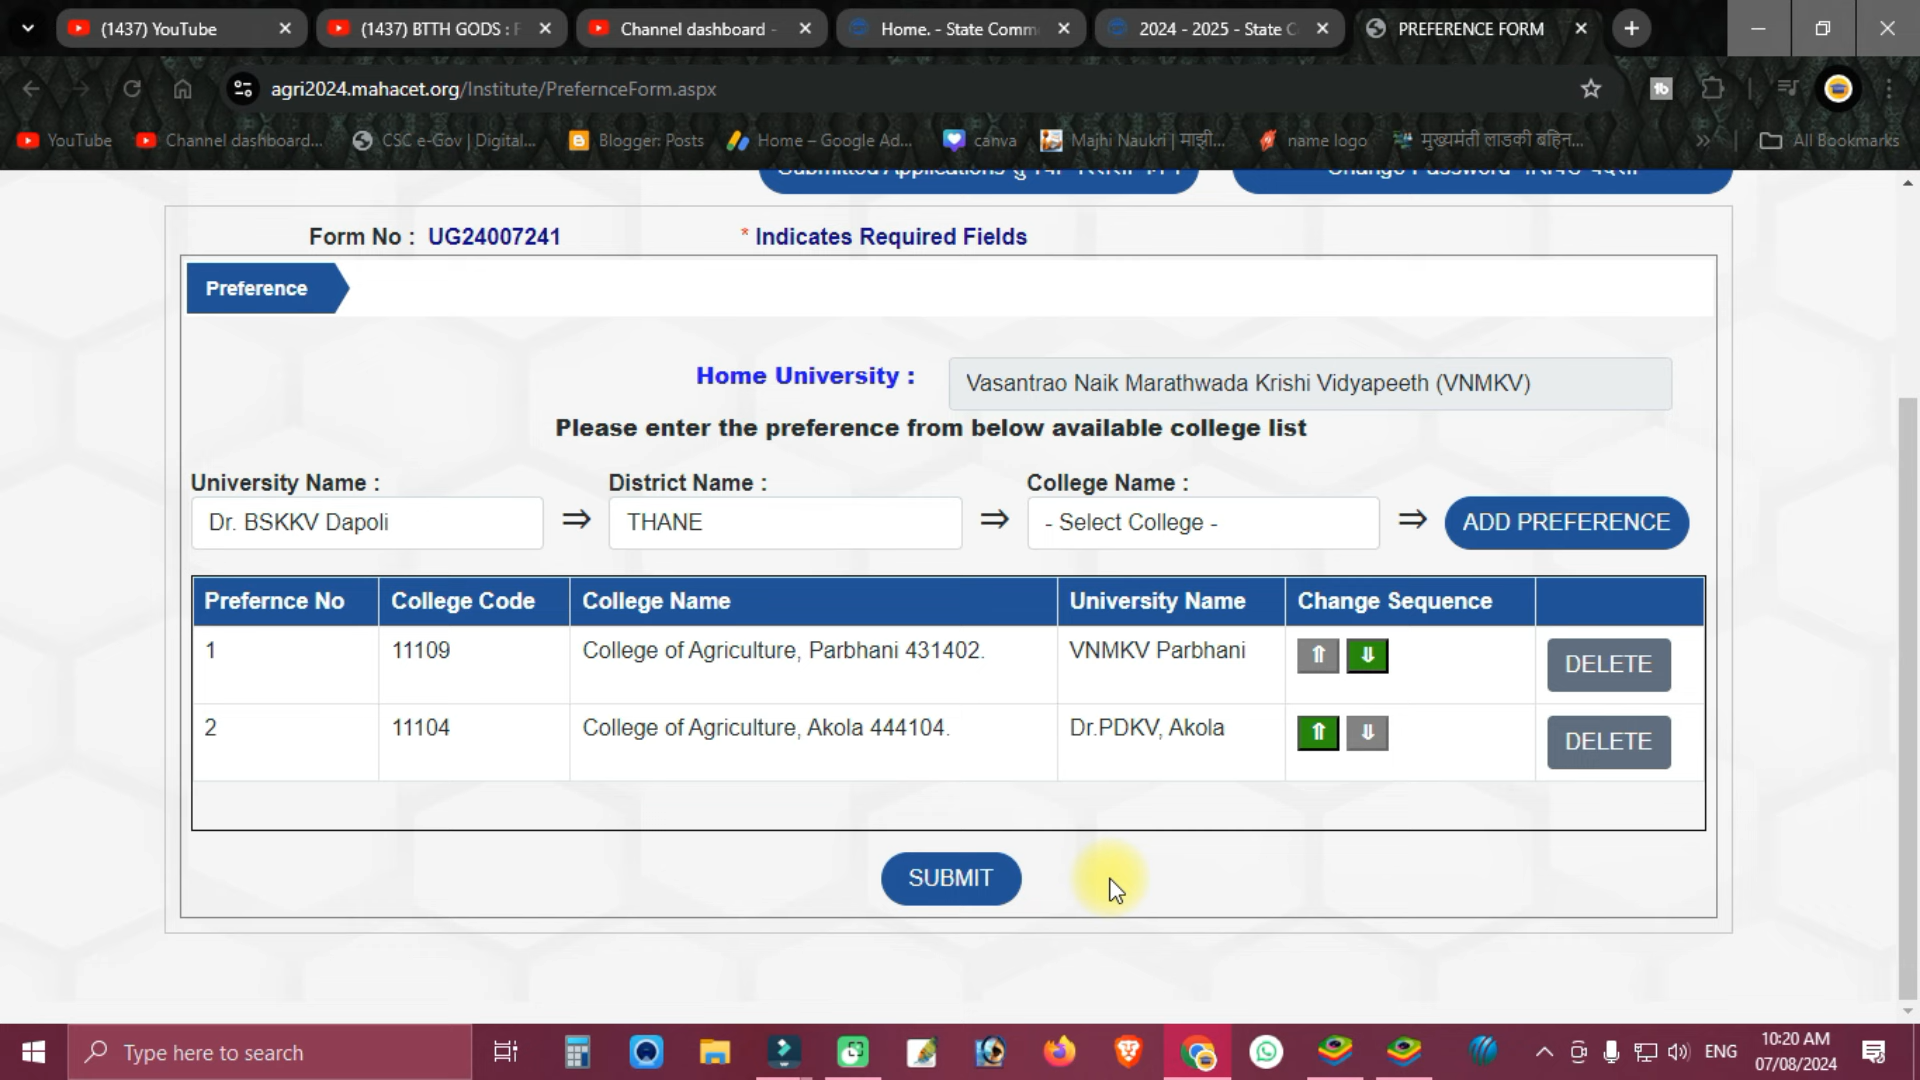 (1437) YouTube
(1437) BTTH GODS : F
Channel dashboard -
Home. - State Comm
2024 - 2025 - State C
PREFERENCE FORM
agri2024.mahacet.org/Institute/PrefernceForm.aspx
YouTube
Channel dashboard...
CSC e-Gov | Digital...
Blogger: Posts
Home – Google Ad...
canva
Majhi Naukri | माझी...
name logo
मुख्यमंती लाडकी बहिन...
All Bookmarks
Submitted Applications
Change Password
Form No : UG24007241
* Indicates Required Fields
Preference
Home University :
Vasantrao Naik Marathwada Krishi Vidyapeeth (VNMKV)
Please enter the preference from below available college list
University Name :
District Name :
College Name :
Dr. BSKKV Dapoli
⇒
THANE
⇒
- Select College -
⇒
ADD PREFERENCE
Prefernce No
College Code
College Name
University Name
Change Sequence
1
11109
College of Agriculture, Parbhani 431402.
VNMKV Parbhani
⇑
⇓
DELETE
2
11104
College of Agriculture, Akola 444104.
Dr.PDKV, Akola
⇑
⇓
DELETE
SUBMIT
Type here to search
ENG
10:20 AM
07/08/2024